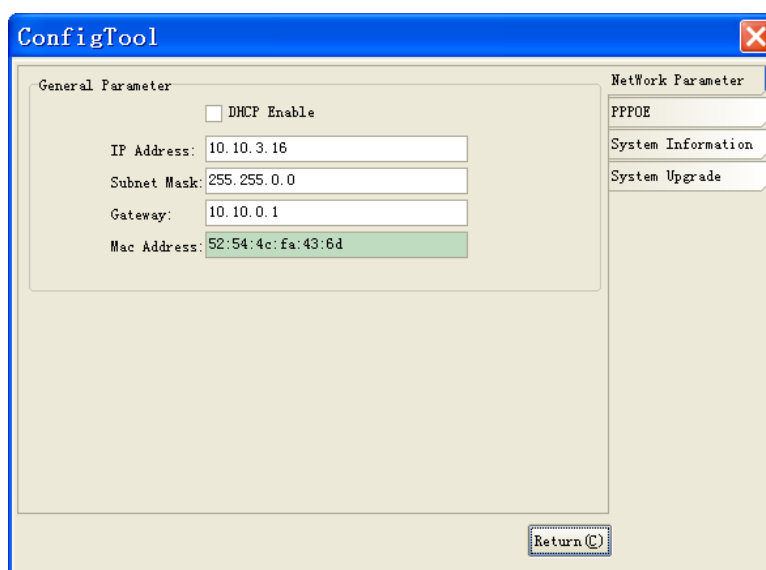 ConfigTool
General Parameter
DHCP Enable
IP Address: 10.10.3.16
Subnet Mask: 255.255.0.0
Gateway: 10.10.0.1
Mac Address: 52:54:4c:fa:43:6d
NetWork Parameter
PPPOE
System Information
System Upgrade
Return(C)